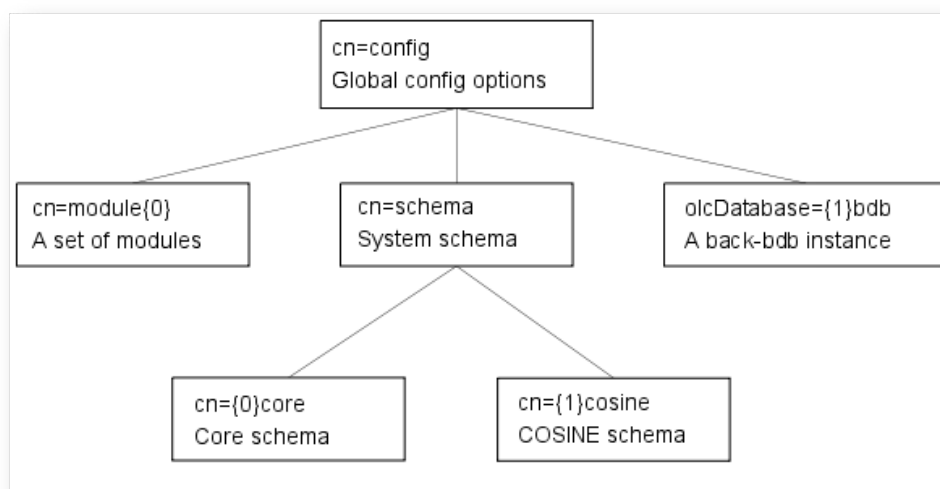 cn=config
Global config options
cn=module{0}
A set of modules
cn=schema
System schema
olcDatabase={1}bdb
A back-bdb instance
cn={0}core
Core schema
cn={1}cosine
COSINE schema